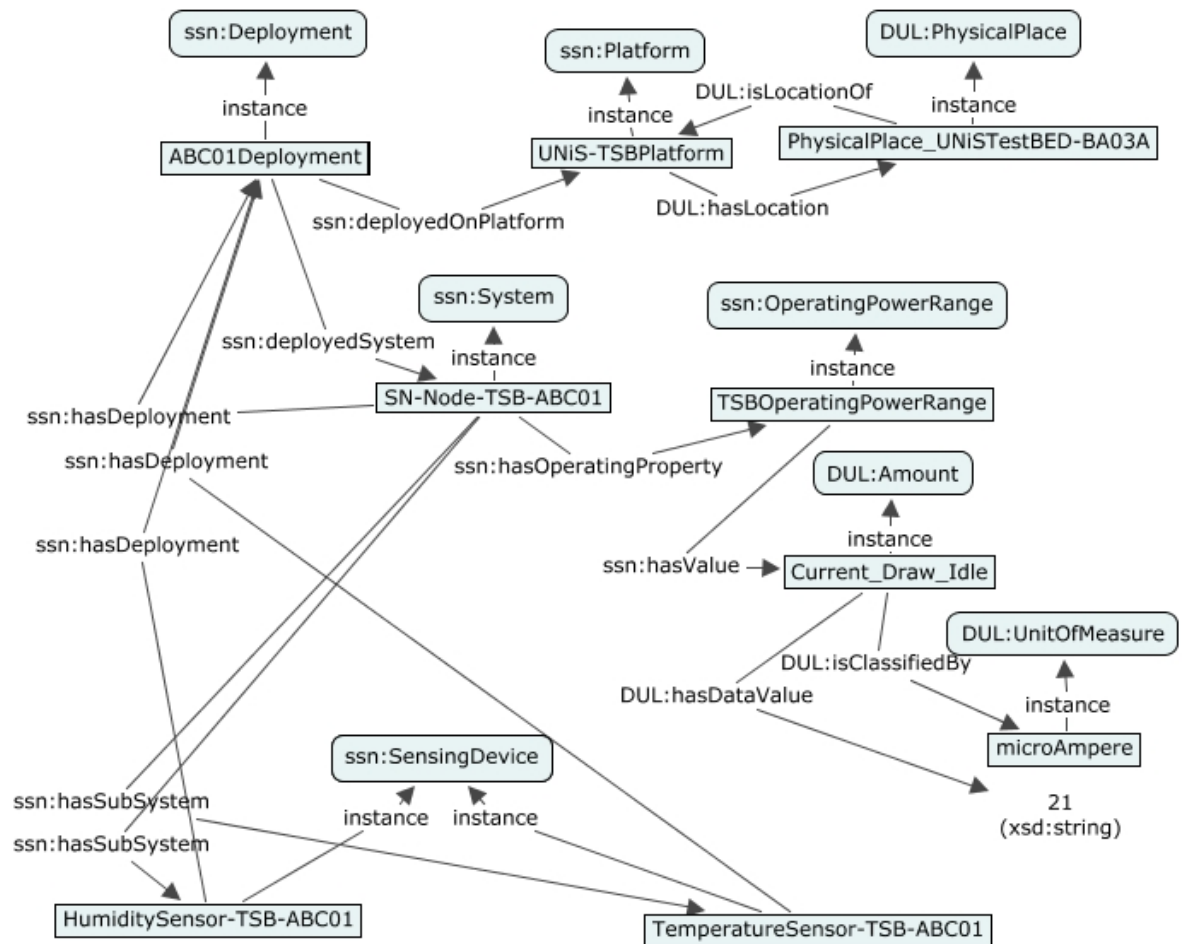 ssn:Deployment
ssn:Platform
DUL:PhysicalPlace
instance
instance
DUL:isLocationOf
instance
ABC01Deployment
UNiS-TSBPlatform
PhysicalPlace_UNiSTestBED-BA03A
ssn:deployedOnPlatform
DUL:hasLocation
ssn:System
ssn:OperatingPowerRange
ssn:deployedSystem
instance
instance
SN-Node-TSB-ABC01
TSBOperatingPowerRange
ssn:hasDeployment
ssn:hasDeployment
ssn:hasOperatingProperty
DUL:Amount
ssn:hasDeployment
instance
ssn:hasValue
Current_Draw_Idle
DUL:UnitOfMeasure
DUL:isClassifiedBy
DUL:hasDataValue
instance
microAmpere
ssn:SensingDevice
ssn:hasSubSystem
instance
instance
21
(xsd:string)
ssn:hasSubSystem
HumiditySensor-TSB-ABC01
TemperatureSensor-TSB-ABC01